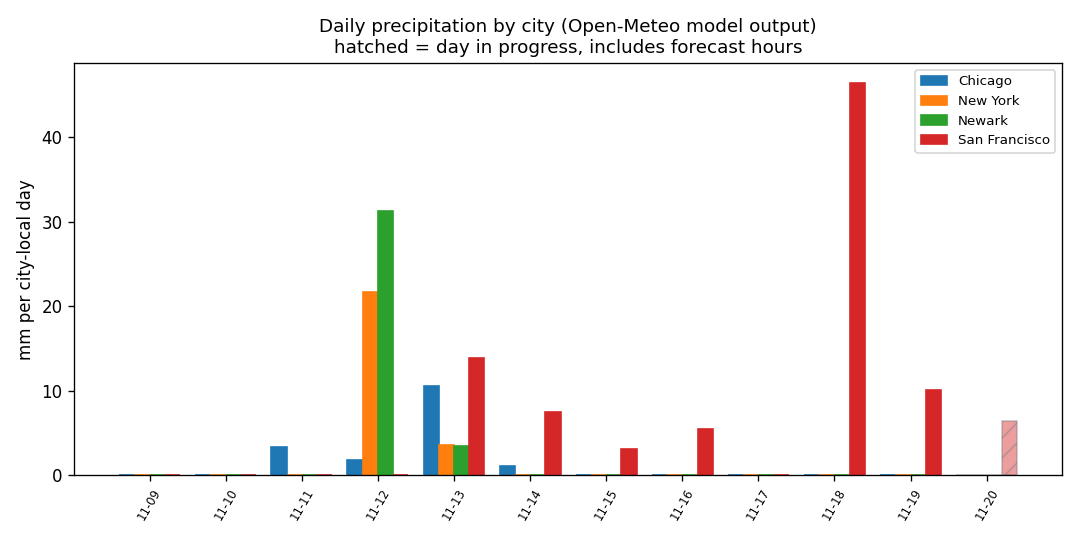 Daily precipitation by city (Open-Meteo model output)
hatched = day in progress, includes forecast hours
Chicago
New York
Newark
San Francisco
mm per city-local day
40
30
20
10
0
11-09
11-10
11-11
11-12
11-13
11-14
11-15
11-16
11-17
11-18
11-19
11-20